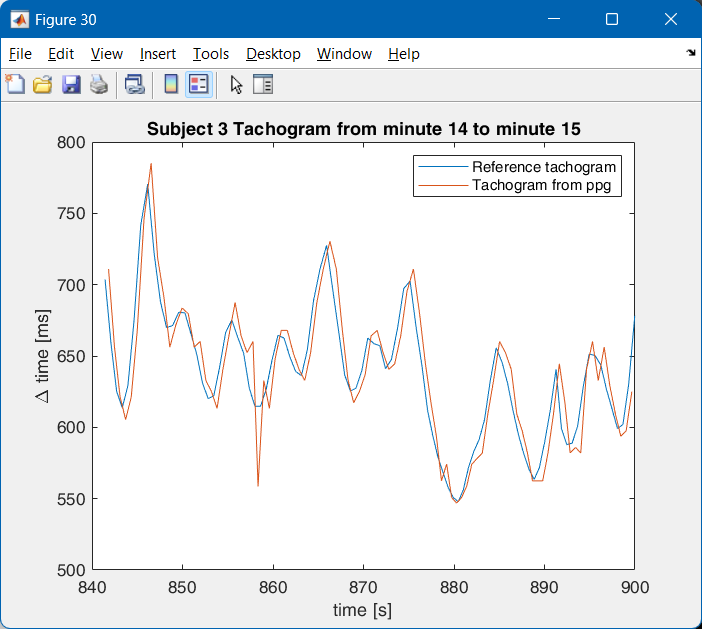 Figure 30
File Edit View Insert Tools Desktop Window Help
Subject 3 Tachogram from minute 14 to minute 15
Reference tachogram
Tachogram from ppg
800
750
700
650
600
550
500
Δ time [ms]
840 850 860 870 880 890 900
time [s]